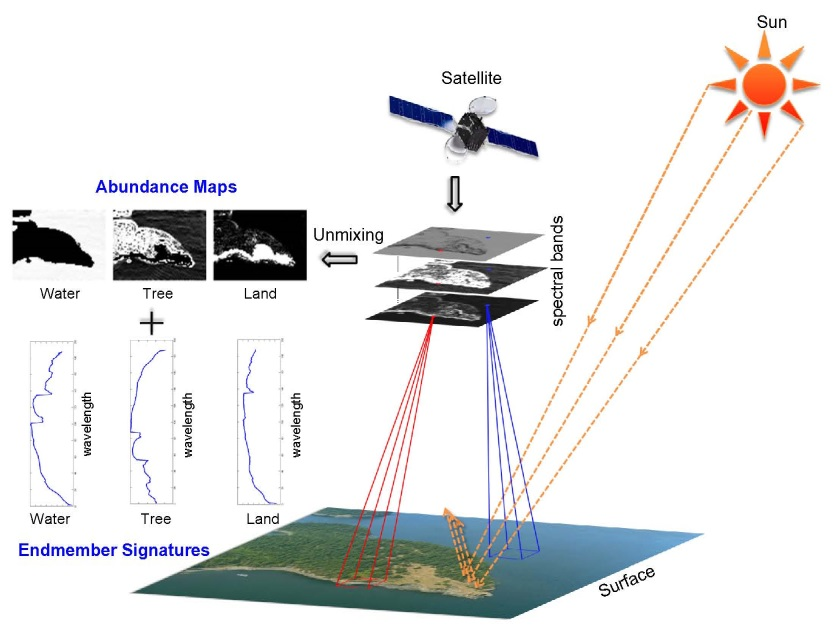 Sun
Satellite
Abundance Maps
Unmixing
spectral bands
Water
Tree
Land
wavelength
wavelength
wavelength
Water
Tree
Land
Endmember Signatures
Surface